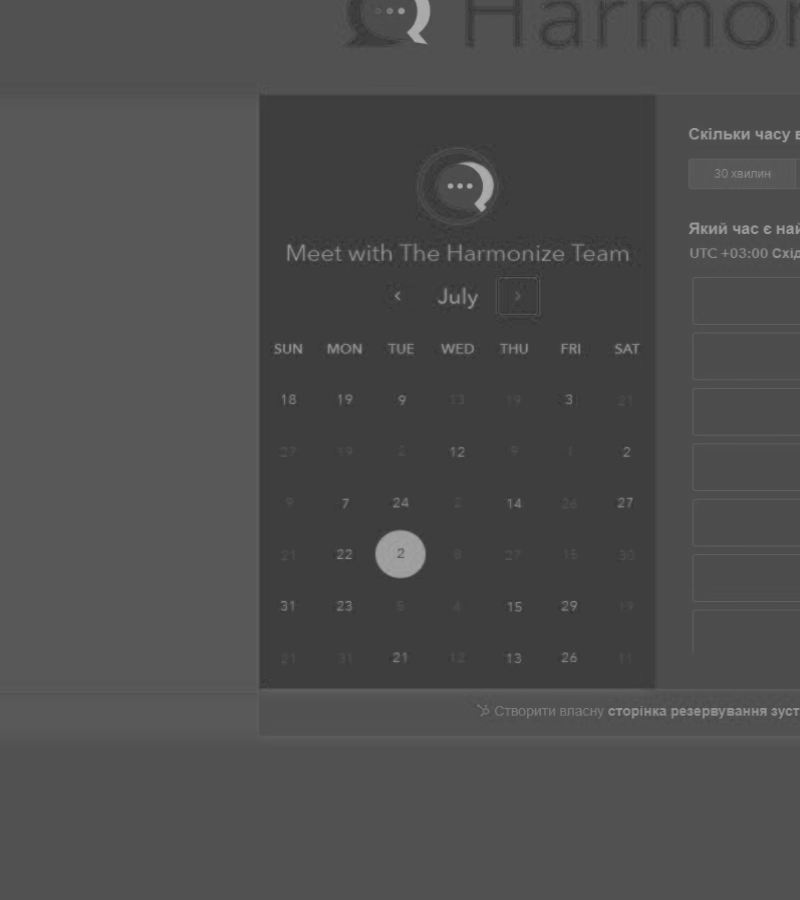 Harmon
Meet with The Harmonize Team
‹ July ›
SUN MON TUE WED THU FRI SAT
18 19 9 13 19 3 21
27 19 2 12 9 1 2
9 7 24 2 14 26 27
21 22 2 8 27 15 30
31 23 5 4 15 29 19
21 31 21 12 13 26 11
Скільки часу в
30 хвилин
Який час є най
UTC +03:00 Схід
Створити власну сторінка резервування зуст